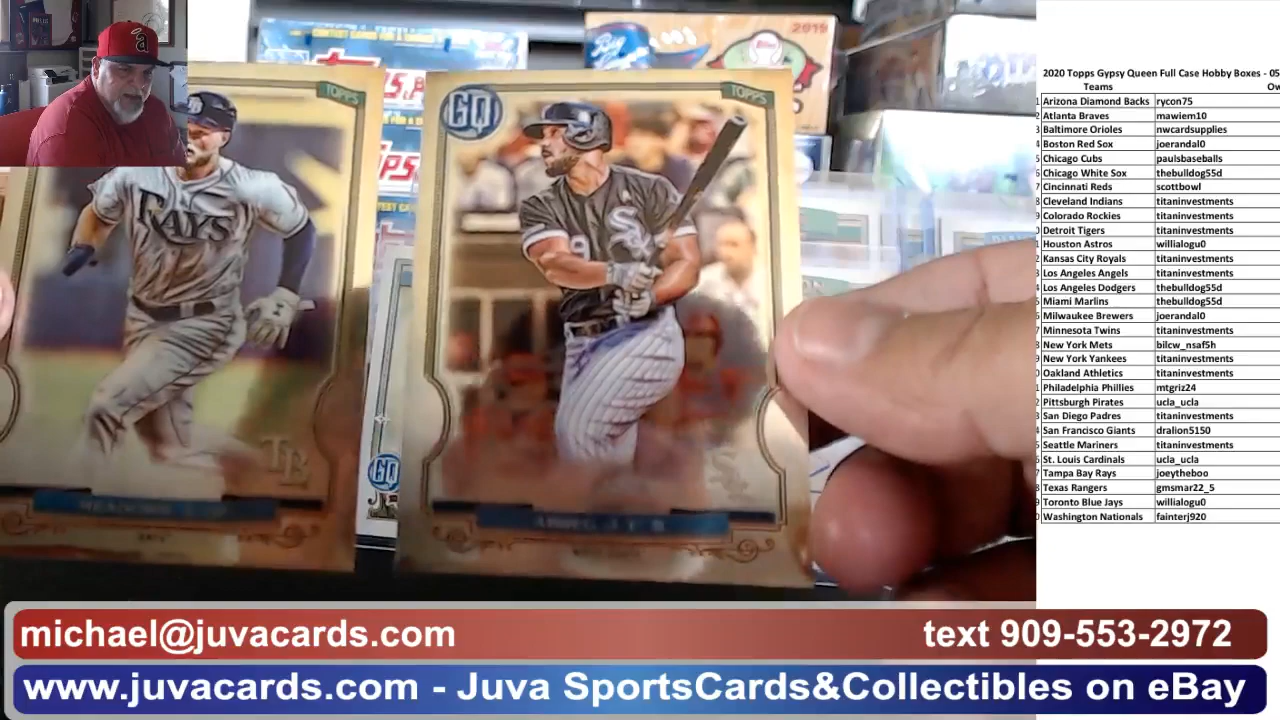 2019
Topps
TOPPS
TOPPS
GQ
RAYS
TB
GQ
2020 Topps Gypsy Queen Full Case Hobby Boxes - 05
Teams Ow
Arizona Diamond Backs rycon75
Atlanta Braves mawiem10
Baltimore Orioles nwcardsupplies
Boston Red Sox joerandal0
Chicago Cubs paulsbaseballs
Chicago White Sox thebulldog55d
Cincinnati Reds scottbowl
Cleveland Indians titaninvestments
Colorado Rockies titaninvestments
Detroit Tigers titaninvestments
Houston Astros willialogu0
Kansas City Royals titaninvestments
Los Angeles Angels titaninvestments
Los Angeles Dodgers thebulldog55d
Miami Marlins thebulldog55d
Milwaukee Brewers joerandal0
Minnesota Twins titaninvestments
New York Mets bilcw_nsaf5h
New York Yankees titaninvestments
Oakland Athletics titaninvestments
Philadelphia Phillies mtgriz24
Pittsburgh Pirates ucla_ucla
San Diego Padres titaninvestments
San Francisco Giants dralion5150
Seattle Mariners titaninvestments
St. Louis Cardinals ucla_ucla
Tampa Bay Rays joeytheboo
Texas Rangers gmsmar22_5
Toronto Blue Jays willialogu0
Washington Nationals fainterj920
michael@juvacards.com text 909-553-2972
www.juvacards.com - Juva SportsCards&Collectibles on eBay